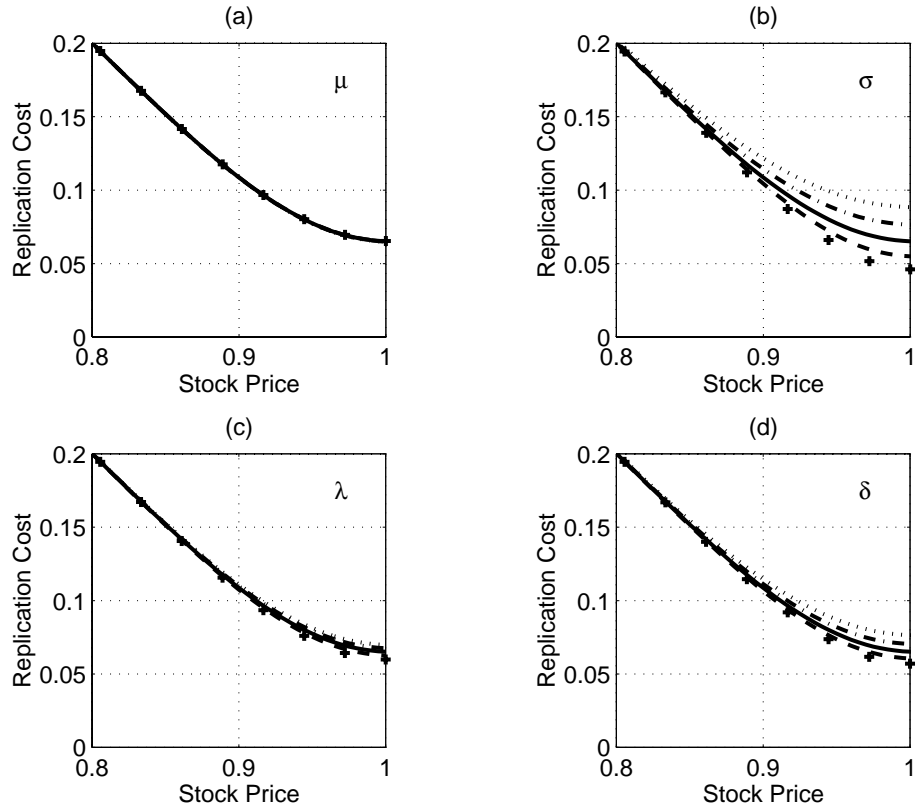 (a)
μ
0.2
0.15
0.1
0.05
0
0.8
0.9
1
Replication Cost
Stock Price
(b)
σ
0.2
0.15
0.1
0.05
0
0.8
0.9
1
Replication Cost
Stock Price
(c)
λ
0.2
0.15
0.1
0.05
0
0.8
0.9
1
Replication Cost
Stock Price
(d)
δ
0.2
0.15
0.1
0.05
0
0.8
0.9
1
Replication Cost
Stock Price